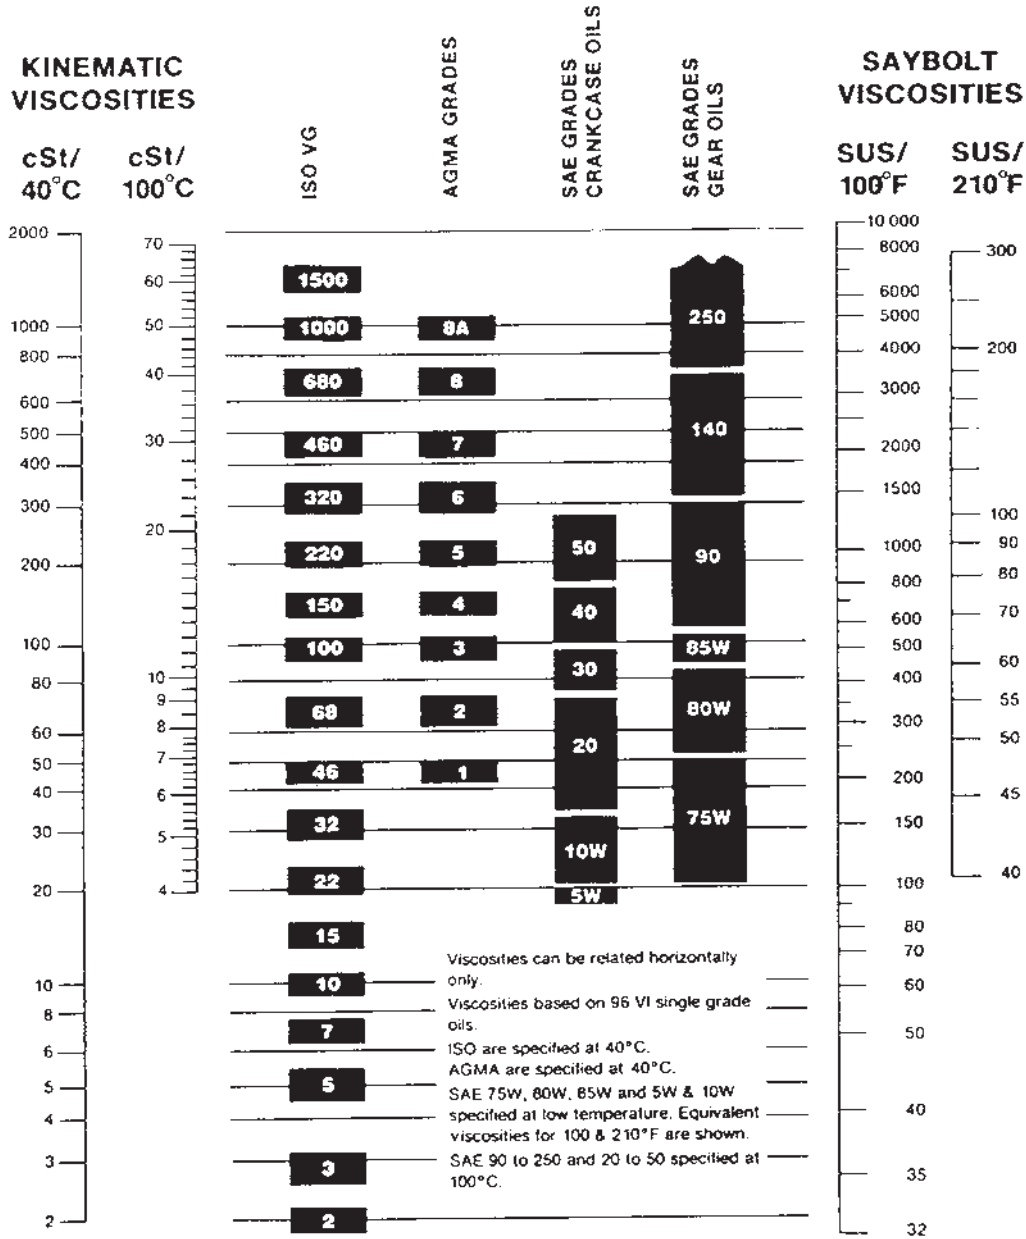 KINEMATIC
VISCOSITIES
cSt/
40°C
cSt/
100°C
ISO VG
AGMA GRADES
SAE GRADES
CRANKCASE OILS
SAE GRADES
GEAR OILS
SAYBOLT
VISCOSITIES
SUS/
100°F
SUS/
210°F
2000
1000
800
600
500
400
300
200
100
80
60
50
40
30
20
10
8
6
5
4
3
2
70
60
50
40
30
20
10
9
8
7
6
5
4
1500
1000
680
460
320
220
150
100
68
46
32
22
15
10
7
5
3
2
8A
8
7
6
5
4
3
2
1
50
40
30
20
10W
5W
250
140
90
85W
80W
75W
10 000
8000
6000
5000
4000
3000
2000
1500
1000
800
600
500
400
300
200
150
100
80
70
60
50
40
35
32
300
200
100
90
80
70
60
55
50
45
40
Viscosities can be related horizontally
only.
Viscosities based on 96 VI single grade
oils.
ISO are specified at 40°C.
AGMA are specified at 40°C.
SAE 75W, 80W, 85W and 5W & 10W
specified at low temperature. Equivalent
viscosities for 100 & 210°F are shown.
SAE 90 to 250 and 20 to 50 specified at
100°C.